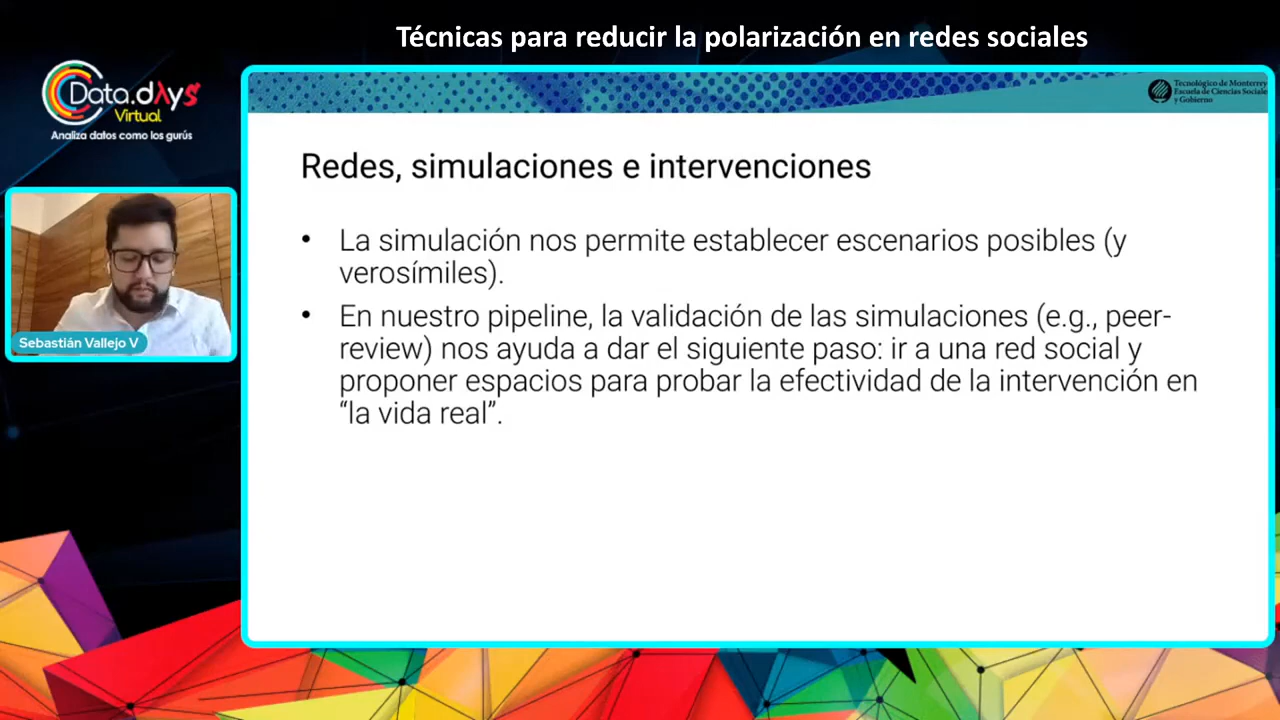 Técnicas para reducir la polarización en redes sociales
Data.dAys
Virtual
Analiza datos como los gurús
Tecnológico de Monterrey
Escuela de Ciencias Sociales
y Gobierno
Redes, simulaciones e intervenciones
• La simulación nos permite establecer escenarios posibles (y
verosímiles).
• En nuestro pipeline, la validación de las simulaciones (e.g., peer-
review) nos ayuda a dar el siguiente paso: ir a una red social y
proponer espacios para probar la efectividad de la intervención en
“la vida real”.
Sebastián Vallejo V